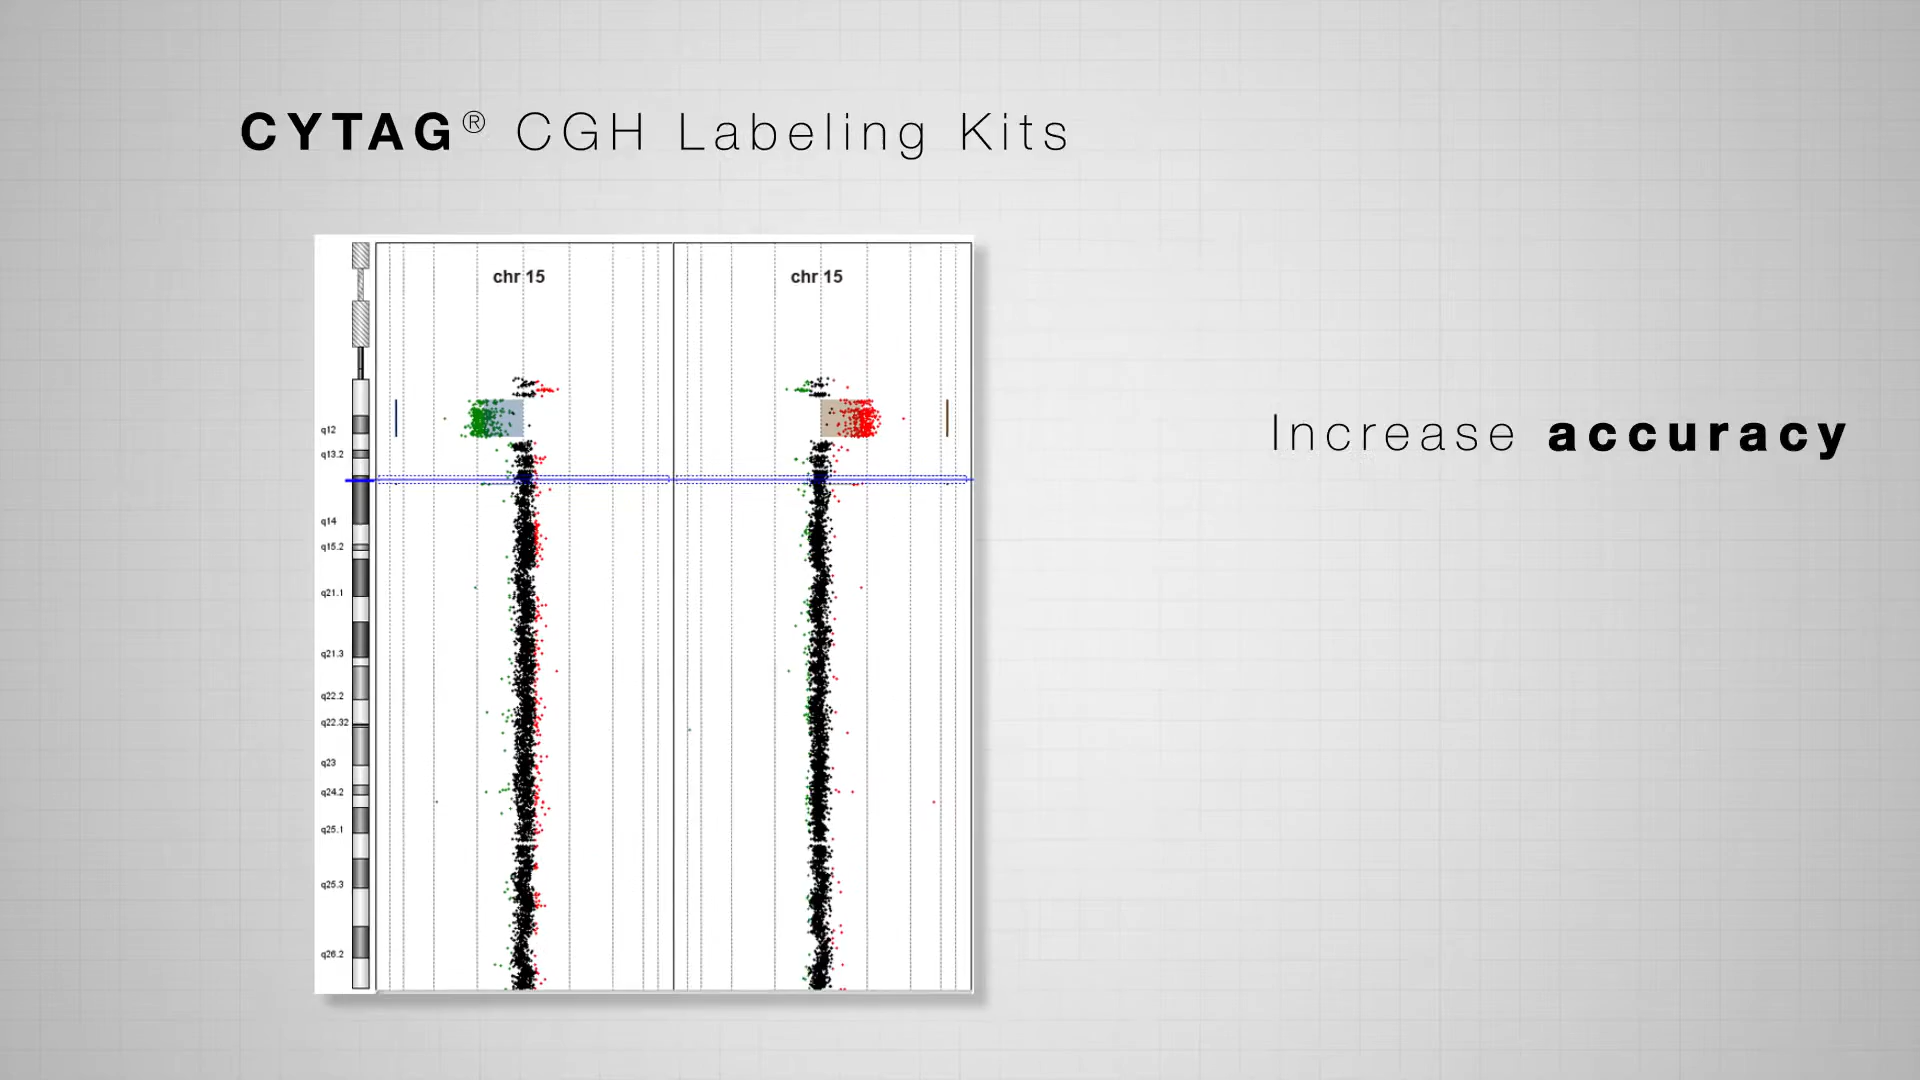 CYTAG® CGH Labeling Kits
chr 15
chr 15
q12
q13.2
q14
q15.2
q21.1
q21.3
q22.2
q22.32
q23
q24.2
q25.1
q25.3
q26.2
Increase accuracy